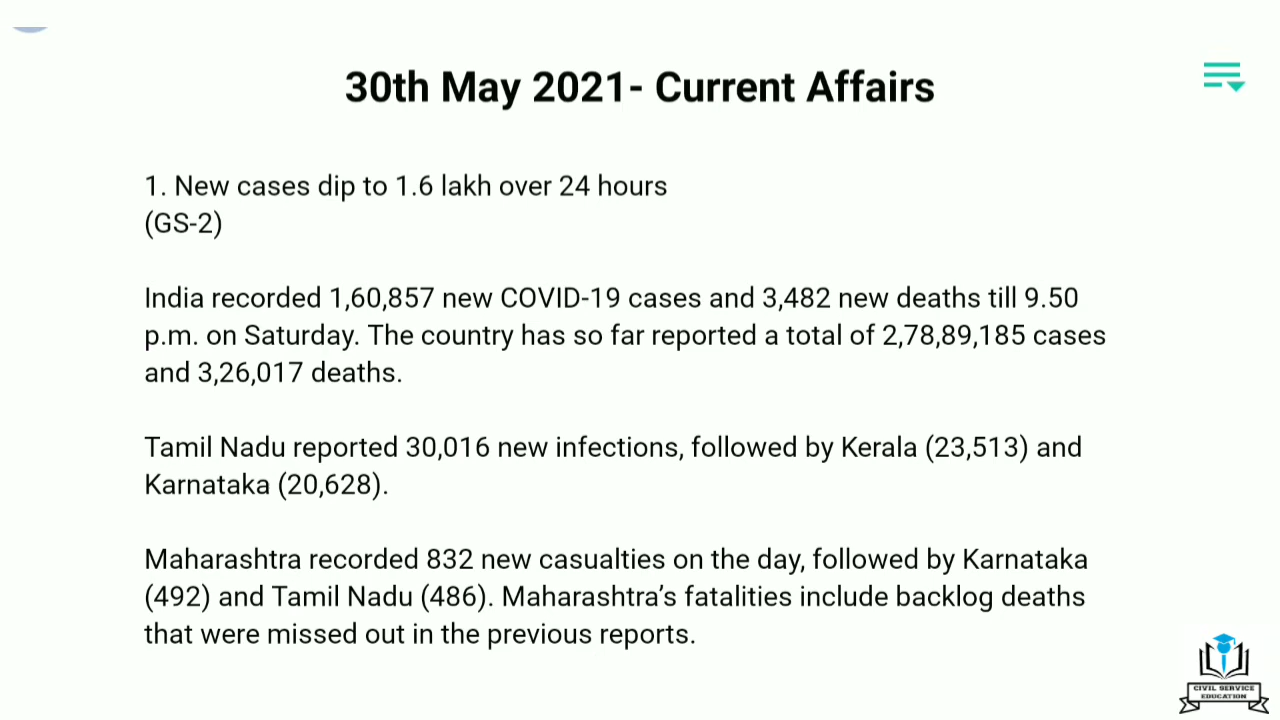 30th May 2021- Current Affairs
1. New cases dip to 1.6 lakh over 24 hours
(GS-2)
India recorded 1,60,857 new COVID-19 cases and 3,482 new deaths till 9.50
p.m. on Saturday. The country has so far reported a total of 2,78,89,185 cases
and 3,26,017 deaths.
Tamil Nadu reported 30,016 new infections, followed by Kerala (23,513) and
Karnataka (20,628).
Maharashtra recorded 832 new casualties on the day, followed by Karnataka
(492) and Tamil Nadu (486). Maharashtra’s fatalities include backlog deaths
that were missed out in the previous reports.
CIVIL SERVICE
EDUCATION